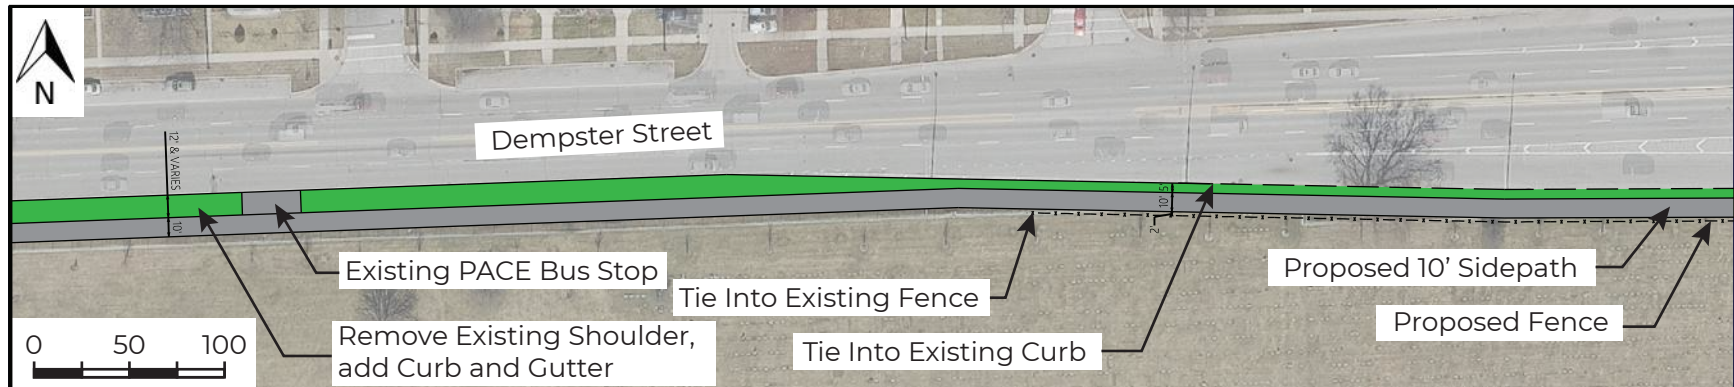 N
Dempster Street
12' & VARIES
10'
5'
10'
2'
Existing PACE Bus Stop
Tie Into Existing Fence
Proposed 10’ Sidepath
Proposed Fence
Remove Existing Shoulder,
add Curb and Gutter
Tie Into Existing Curb
0 50 100